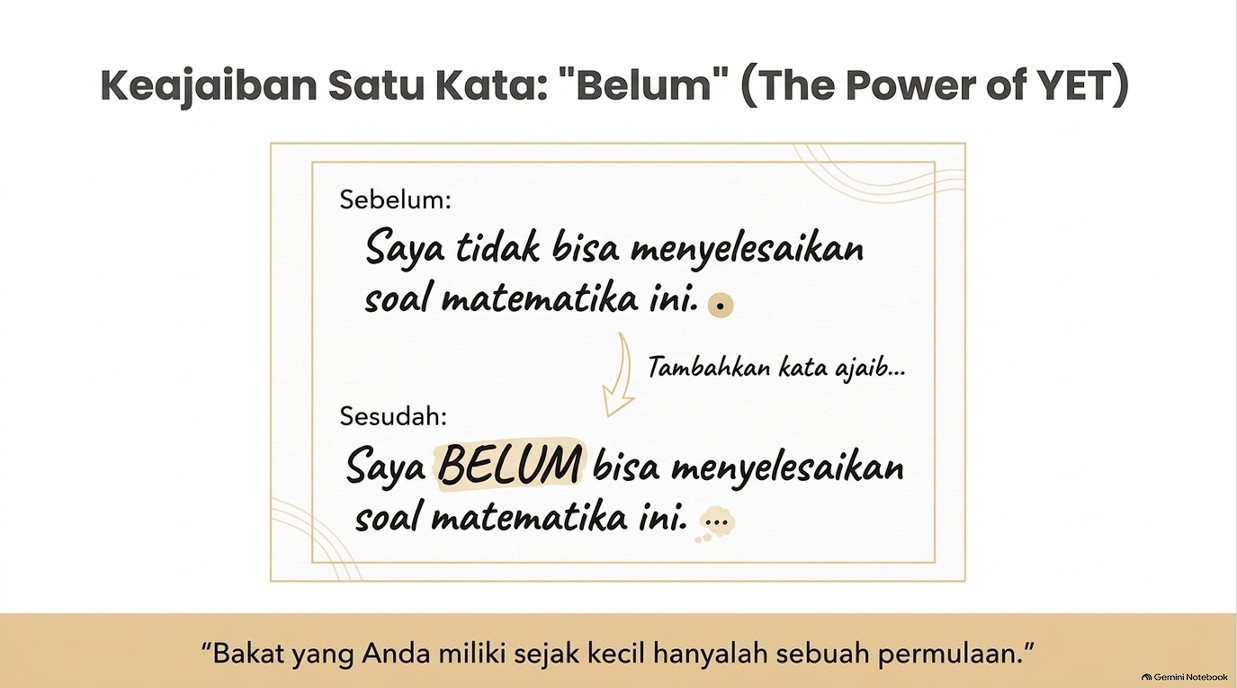 Keajaiban Satu Kata: "Belum" (The Power of YET)
Sebelum:
Saya tidak bisa menyelesaikan
soal matematika ini. .
Tambahkan kata ajaib...
Sesudah:
Saya BELUM bisa menyelesaikan
soal matematika ini. ...
“Bakat yang Anda miliki sejak kecil hanyalah sebuah permulaan.”
Gemini Notebook